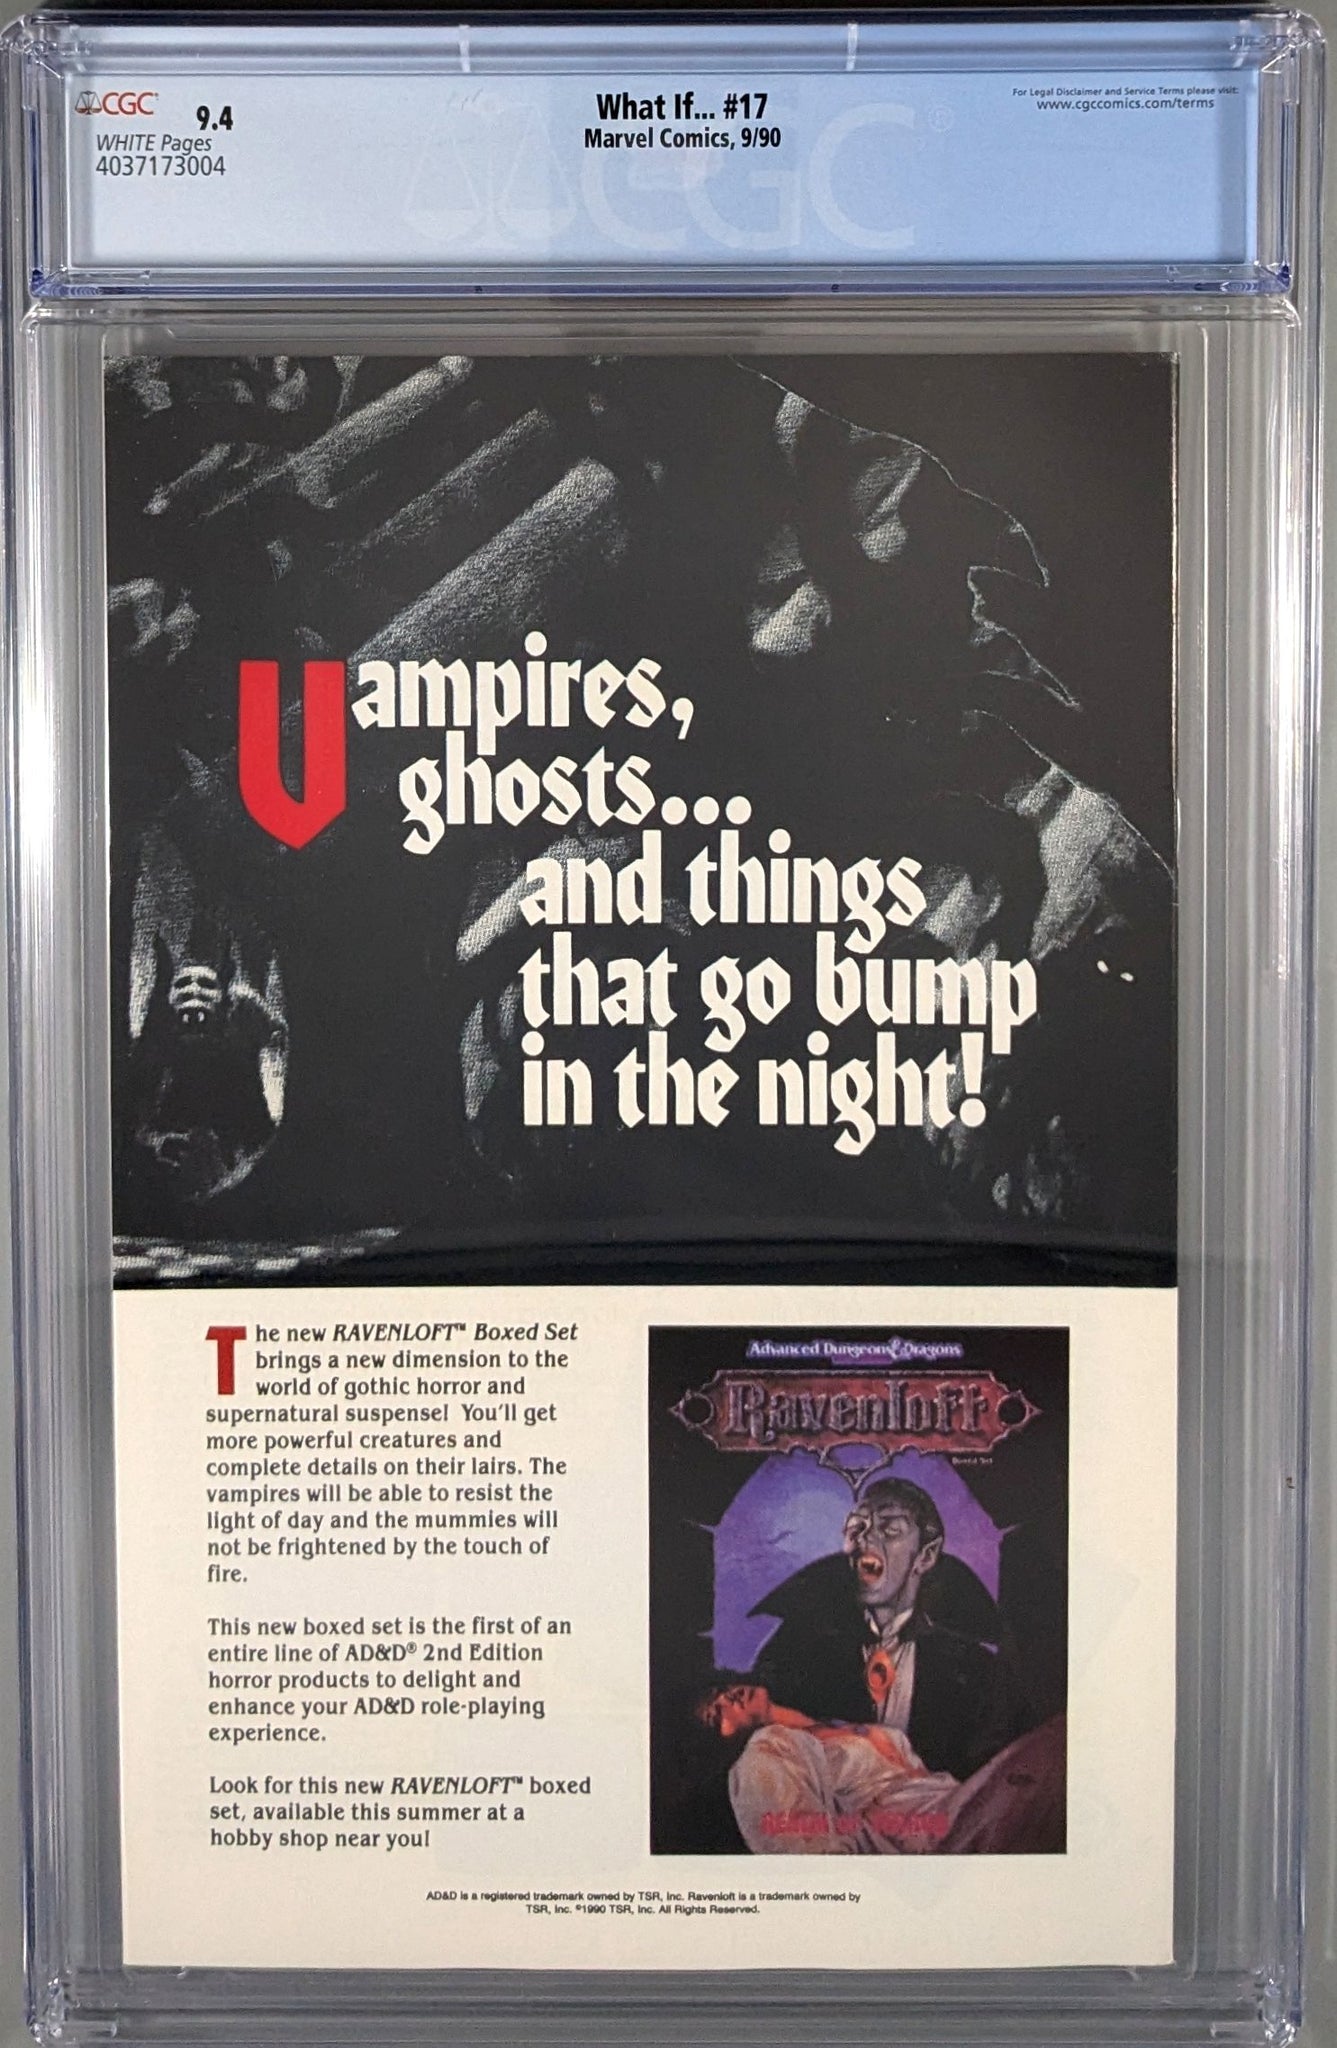 CGC
9.4
WHITE Pages
4037173004
What If... #17
Marvel Comics, 9/90
For Legal Disclaimer and Service Terms please visit:
www.cgccomics.com/terms
CGC
Vampires,
ghosts...
and things
that go bump
in the night!
The new RAVENLOFT™ Boxed Set
brings a new dimension to the
world of gothic horror and
supernatural suspense! You'll get
more powerful creatures and
complete details on their lairs. The
vampires will be able to resist the
light of day and the mummies will
not be frightened by the touch of
fire.
This new boxed set is the first of an
entire line of AD&D® 2nd Edition
horror products to delight and
enhance your AD&D role-playing
experience.
Look for this new RAVENLOFT™ boxed
set, available this summer at a
hobby shop near you!
Advanced Dungeons & Dragons
Ravenloft
Boxed Set
REALM OF TERROR
AD&D is a registered trademark owned by TSR, Inc. Ravenloft is a trademark owned by
TSR, Inc. ©1990 TSR, Inc. All Rights Reserved.